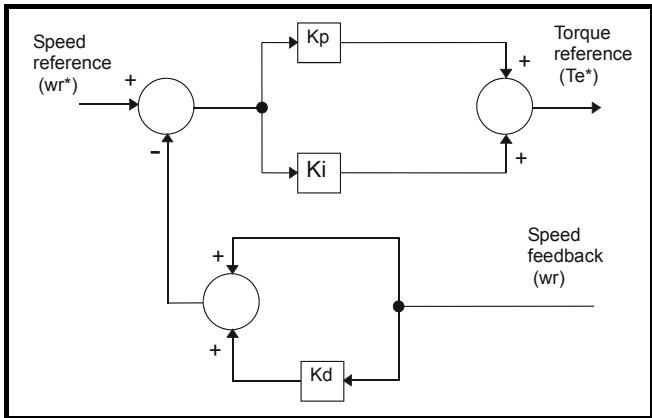 Speed
reference
(wr*)
+
-
Kp
Ki
+
+
Torque
reference
(Te*)
+
+
Kd
Speed
feedback
(wr)